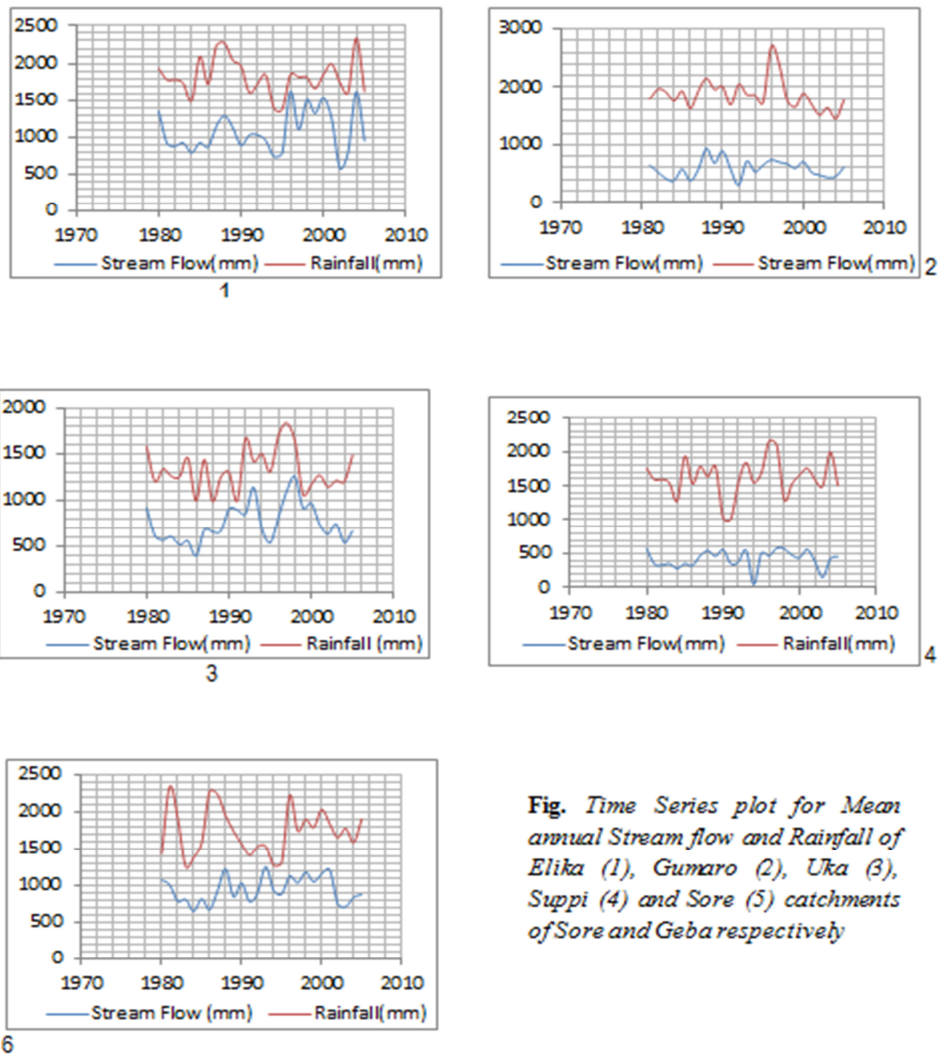 2500
2000
1500
1000
500
0
1970 1980 1990 2000 2010
Stream Flow(mm) Rainfall(mm)
1
3000
2000
1000
0
1970 1980 1990 2000 2010
Stream Flow(mm) Stream Flow(mm)
2
2000
1500
1000
500
0
1970 1980 1990 2000 2010
Stream Flow(mm) Rainfall (mm)
3
2500
2000
1500
1000
500
0
1970 1980 1990 2000 2010
Stream Flow(mm) Rainfall(mm)
4
2500
2000
1500
1000
500
0
1970 1980 1990 2000 2010
Stream Flow (mm) Rainfall(mm)
6
Fig. Time Series plot for Mean
annual Stream flow and Rainfall of
Elika (1), Gumaro (2), Uka (3),
Suppi (4) and Sore (5) catchments
of Sore and Geba respectively